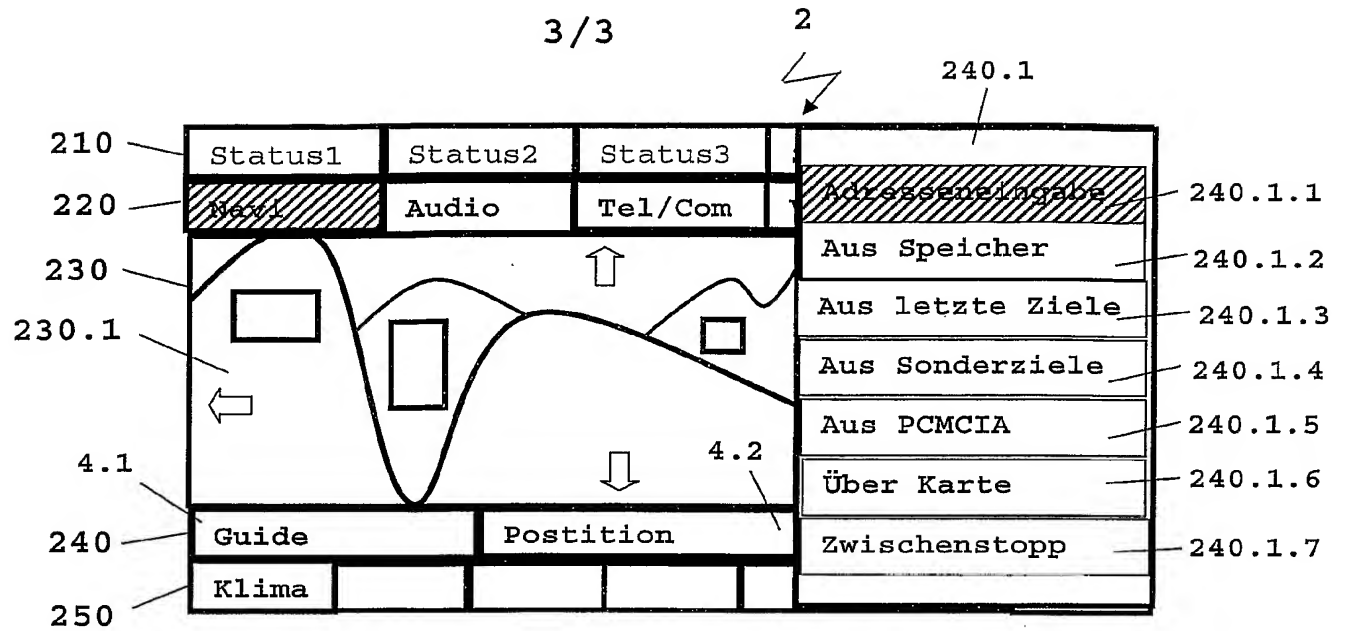 3/3
2
240.1
210
Status1 Status2 Status3
220
Navi Audio Tel/Com
Adresseneingabe
240.1.1
230
Aus Speicher
240.1.2
230.1
Aus letzte Ziele
240.1.3
Aus Sonderziele
240.1.4
Aus PCMCIA
240.1.5
4.1
4.2
Über Karte
240.1.6
240
Guide Postition
Zwischenstopp
240.1.7
Klima
250